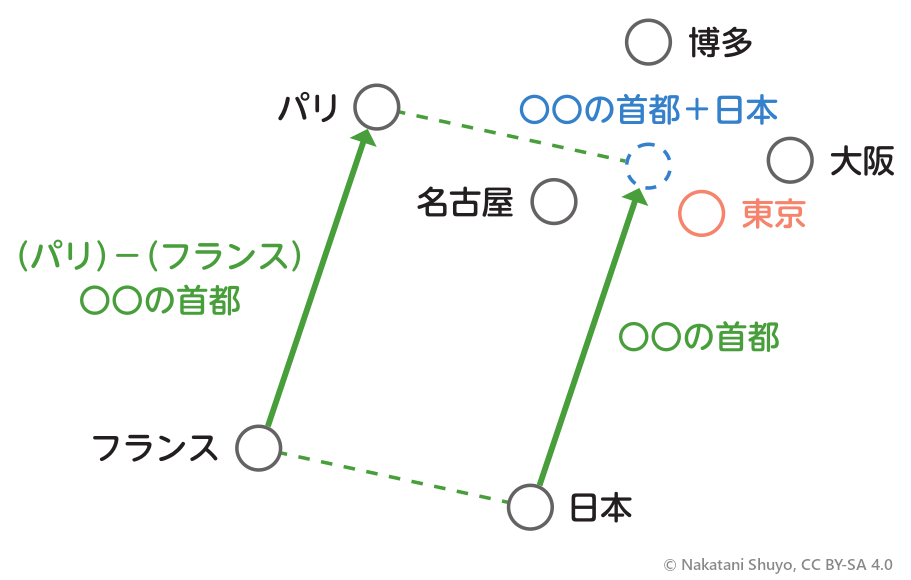 博多
パリ
〇〇の首都＋日本
大阪
名古屋
東京
(パリ)－(フランス)
〇〇の首都
〇〇の首都
フランス
日本
© Nakatani Shuyo, CC BY-SA 4.0